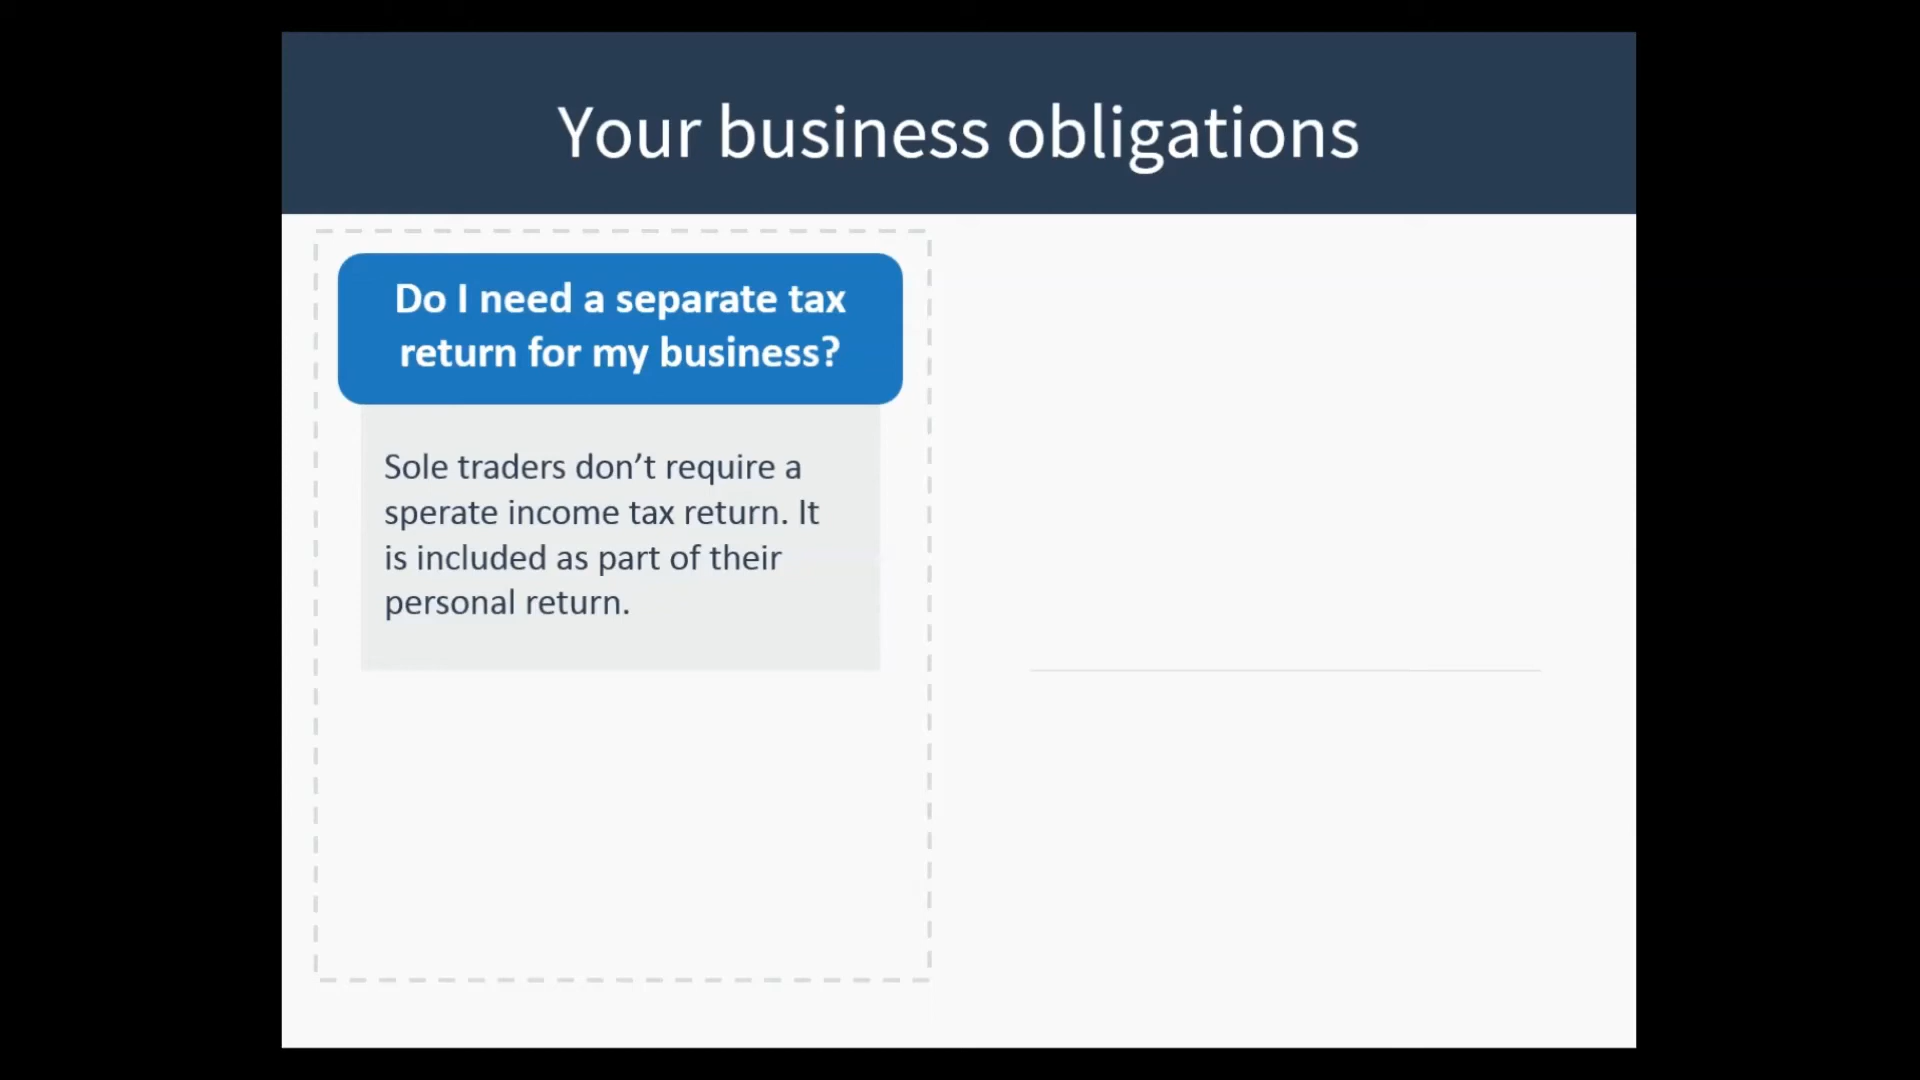 Your business obligations
Do I need a separate tax
return for my business?
Sole traders don’t require a
sperate income tax return. It
is included as part of their
personal return.